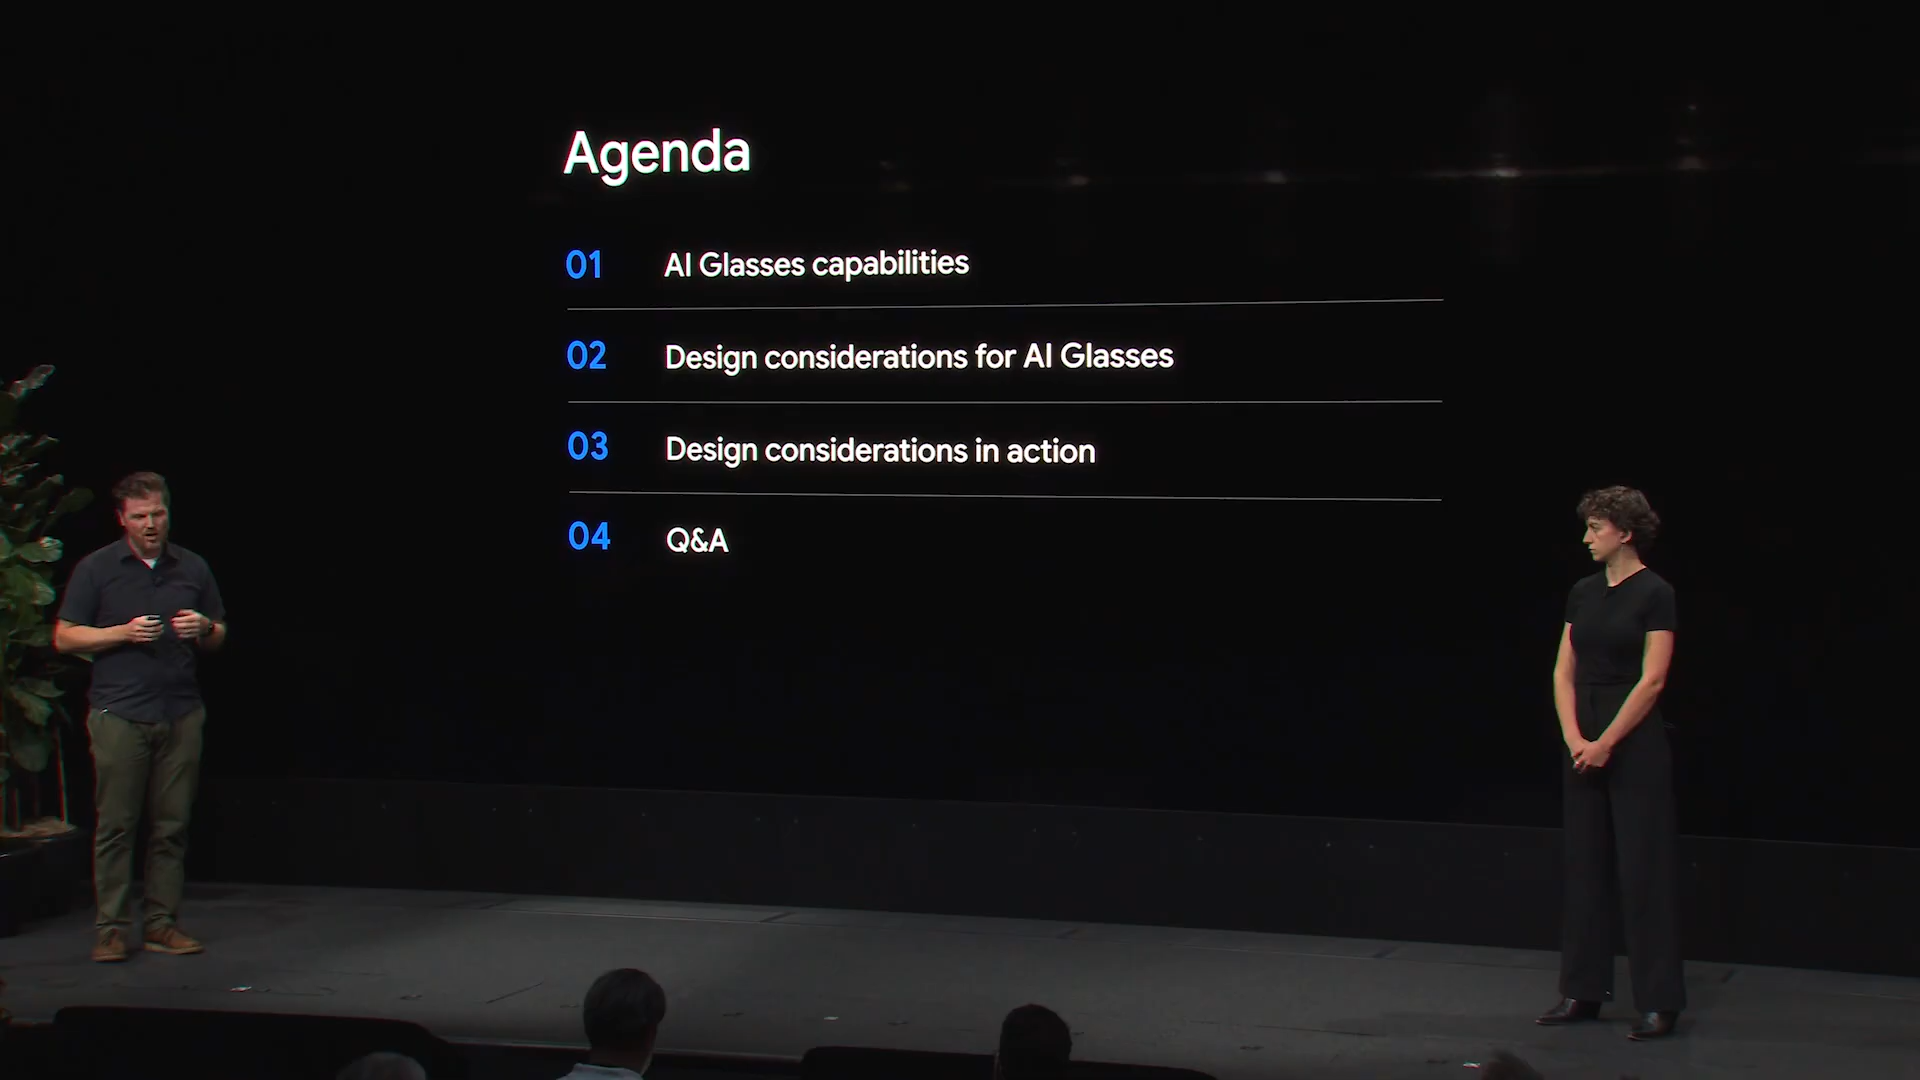 Agenda
01 AI Glasses capabilities
02 Design considerations for AI Glasses
03 Design considerations in action
04 Q&A